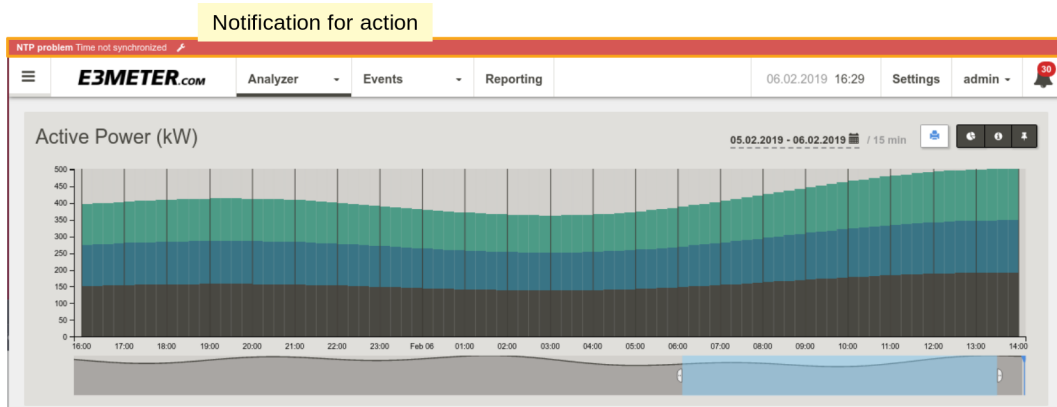 Notification for action
NTP problem Time not synchronized
E3METER.COM Analyzer Events Reporting 06.02.2019 16:29 Settings admin 30
Active Power (kW) 05.02.2019 - 06.02.2019 / 15 min
500
450
400
350
300
250
200
150
100
50
0
16:00 17:00 18:00 19:00 20:00 21:00 22:00 23:00 Feb 06 01:00 02:00 03:00 04:00 05:00 06:00 07:00 08:00 09:00 10:00 11:00 12:00 13:00 14:00